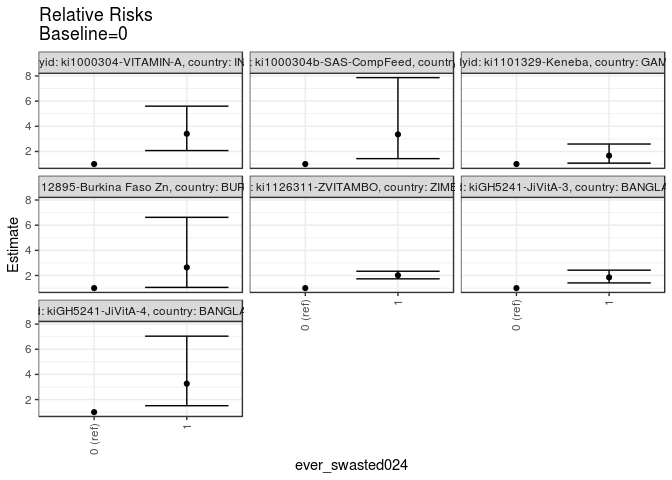 Relative Risks
Baseline=0
yid: ki1000304-VITAMIN-A, country: IN
: ki1000304b-SAS-CompFeed, country
yid: ki1101329-Keneba, country: GAM
12895-Burkina Faso Zn, country: BUR
: ki1126311-ZVITAMBO, country: ZIME
: kiGH5241-JiVitA-3, country: BANGLA
: kiGH5241-JiVitA-4, country: BANGLA
Estimate
8
6
4
2
8
6
4
2
8
6
4
2
0 (ref)
1
0 (ref)
1
0 (ref)
1
ever_swasted024